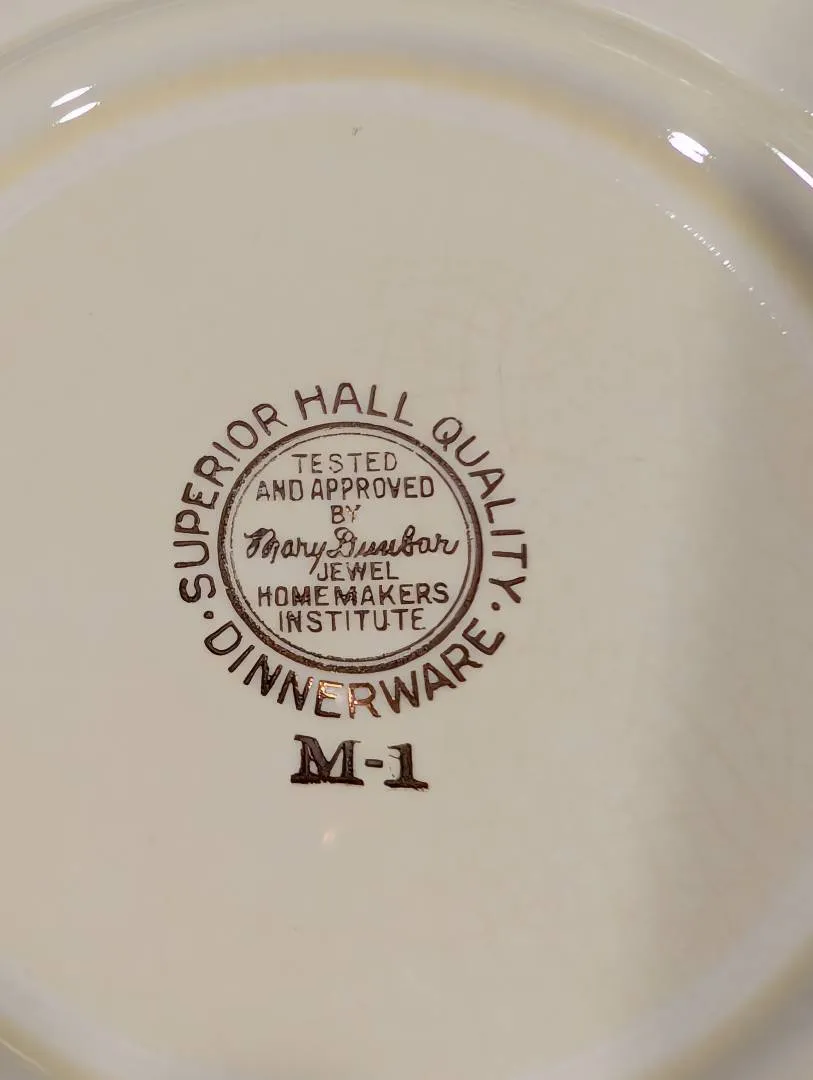 SUPERIOR HALL QUALITY
TESTED
AND APPROVED
BY
Mary Dunbar
JEWEL
HOMEMAKERS
INSTITUTE
· DINNERWARE ·
M-1